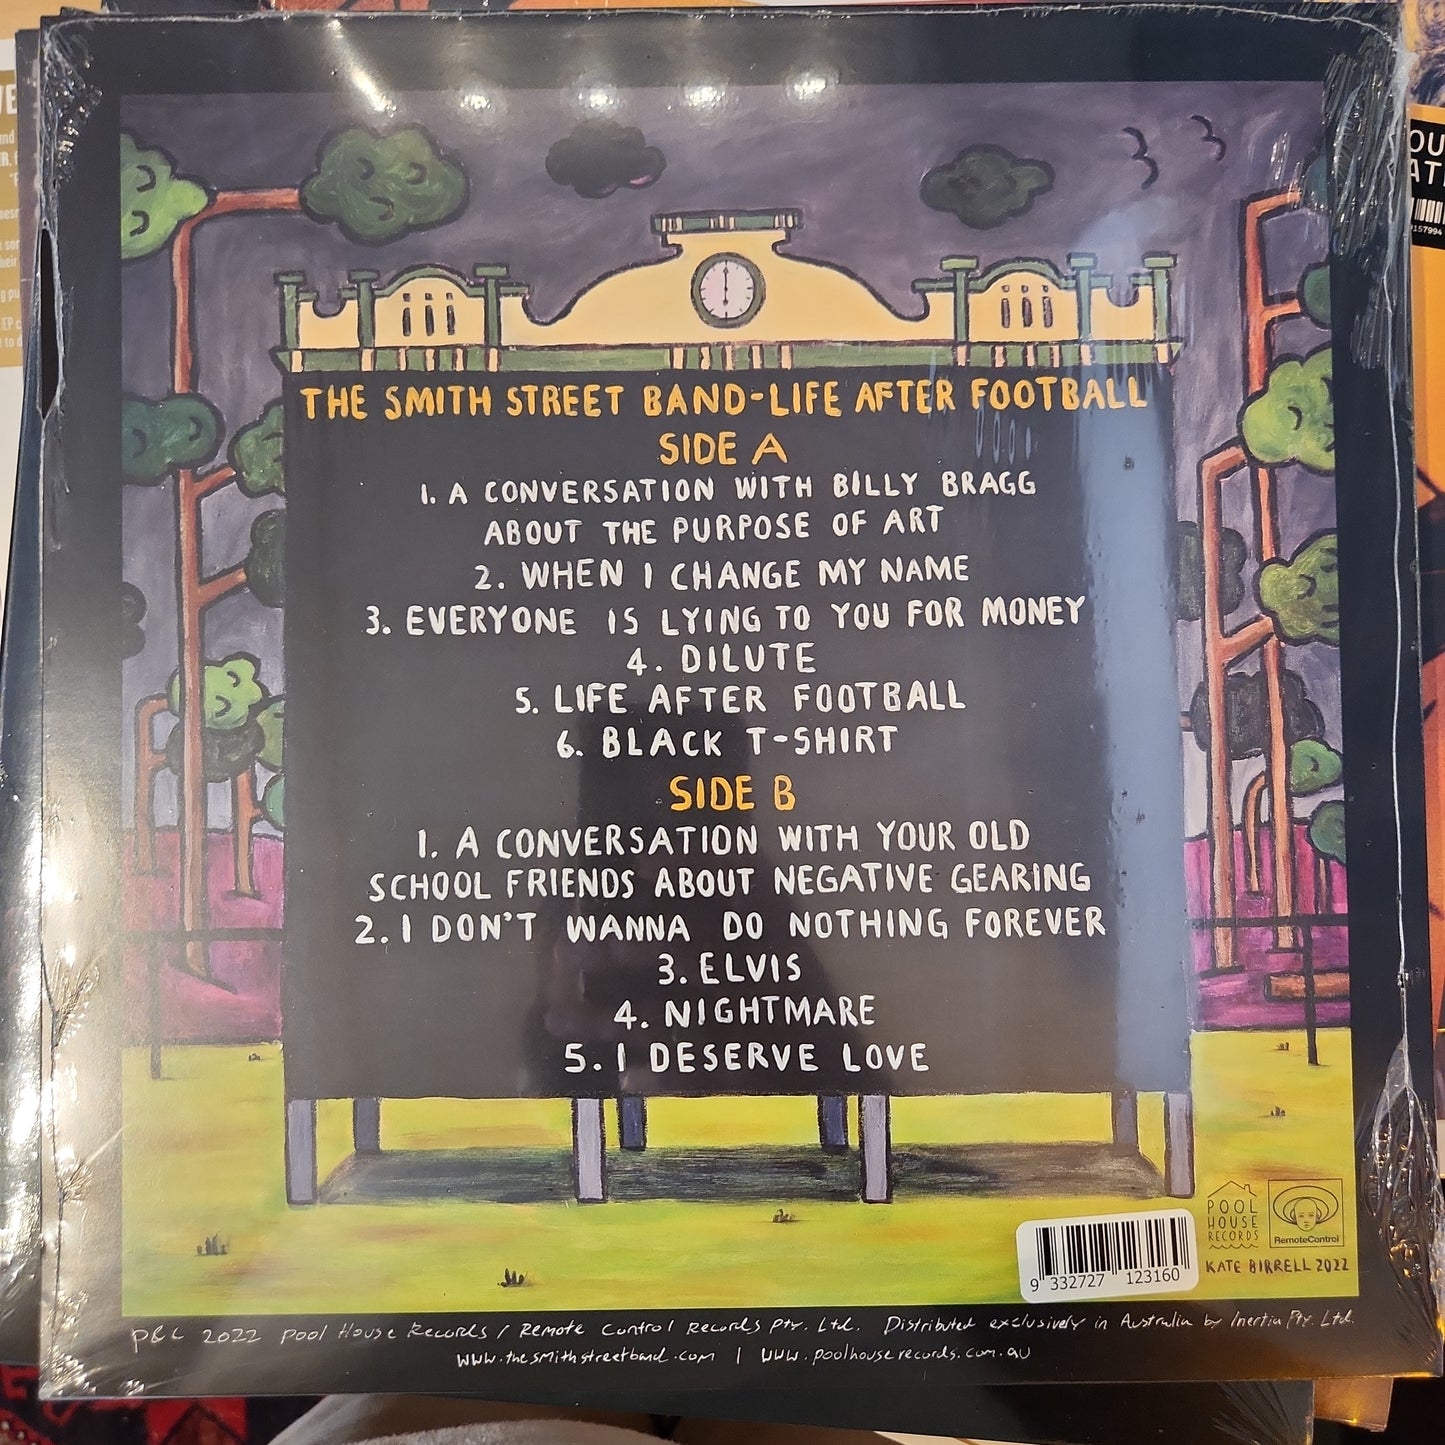 THE SMITH STREET BAND-LIFE AFTER FOOTBALL
SIDE A
1. A CONVERSATION WITH BILLY BRAGG
ABOUT THE PURPOSE OF ART
2. WHEN I CHANGE MY NAME
3. EVERYONE IS LYING TO YOU FOR MONEY
4. DILUTE
5. LIFE AFTER FOOTBALL
6. BLACK T-SHIRT
SIDE B
1. A CONVERSATION WITH YOUR OLD
SCHOOL FRIENDS ABOUT NEGATIVE GEARING
2. I DON'T WANNA DO NOTHING FOREVER
3. ELVIS
4. NIGHTMARE
5. I DESERVE LOVE
POOL
HOUSE
RECORDS
RemoteControl
KATE BIRRELL 2022
9 332727 123160
P&C 2022 Pool House Records / Remote Control Records Pty. Ltd. Distributed exclusively in Australia by Inertia Pty. Ltd.
www.thesmithstreetband.com | www.poolhouserecords.com.au